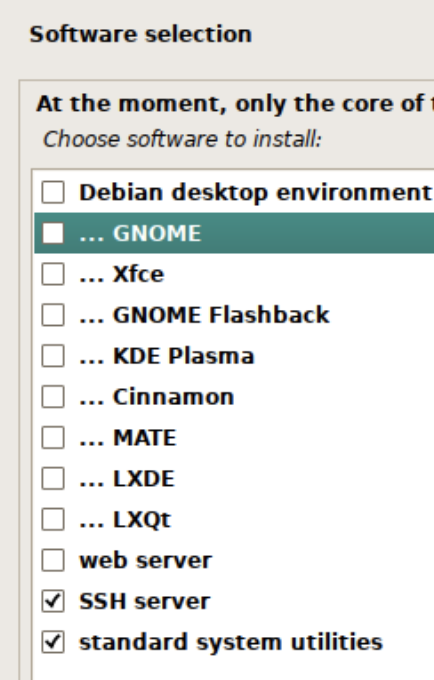 Software selection
At the moment, only the core of
Choose software to install:
Debian desktop environment
... GNOME
... Xfce
... GNOME Flashback
... KDE Plasma
... Cinnamon
... MATE
... LXDE
... LXQt
web server
SSH server
standard system utilities